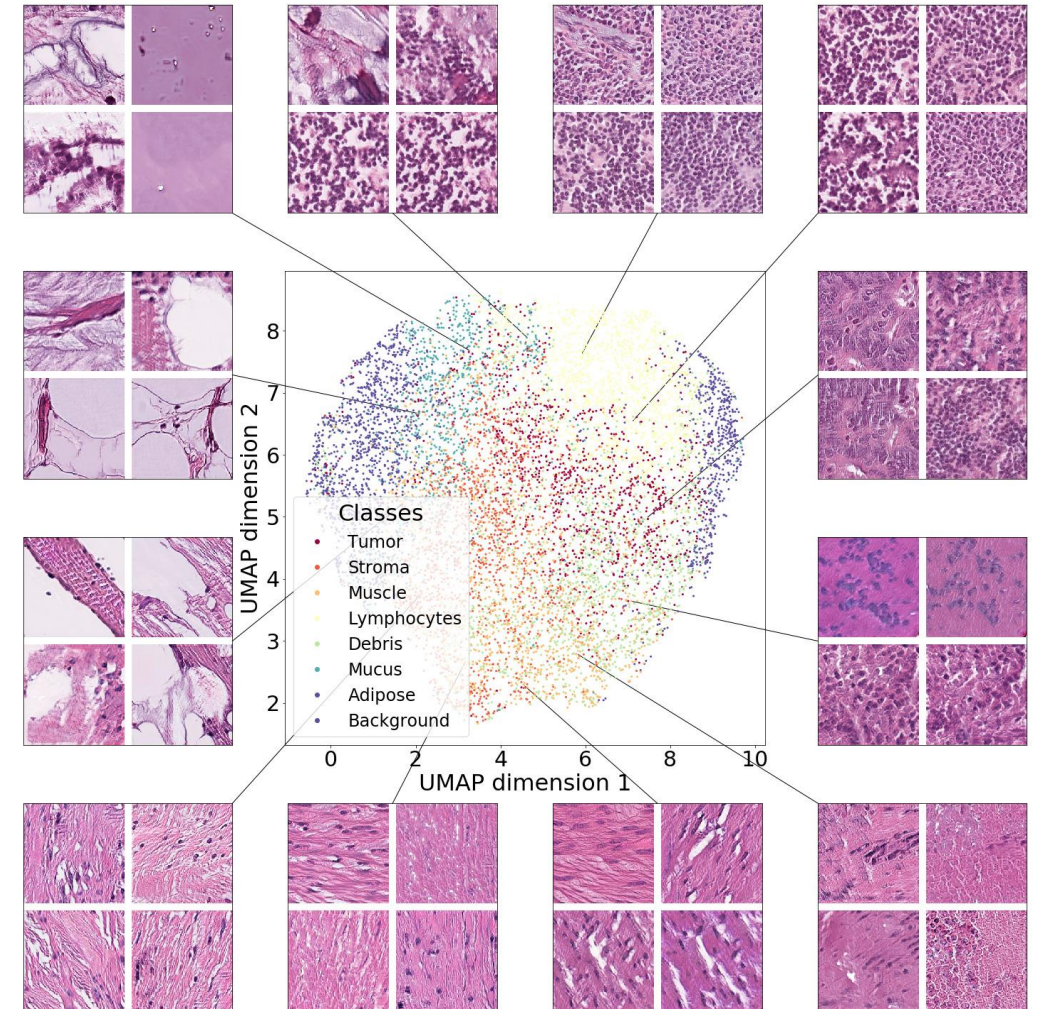 8
7
6
5
4
3
2
UMAP dimension 2
Classes
Tumor
Stroma
Muscle
Lymphocytes
Debris
Mucus
Adipose
Background
0 2 4 6 8 10
UMAP dimension 1